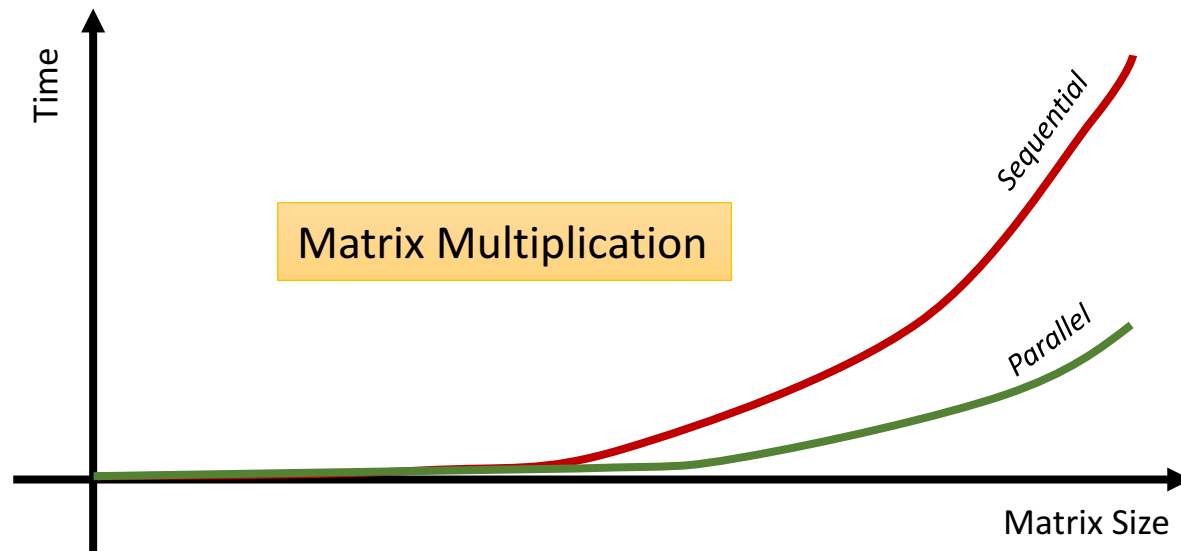 Time
Sequential
Matrix Multiplication
Parallel
Matrix Size